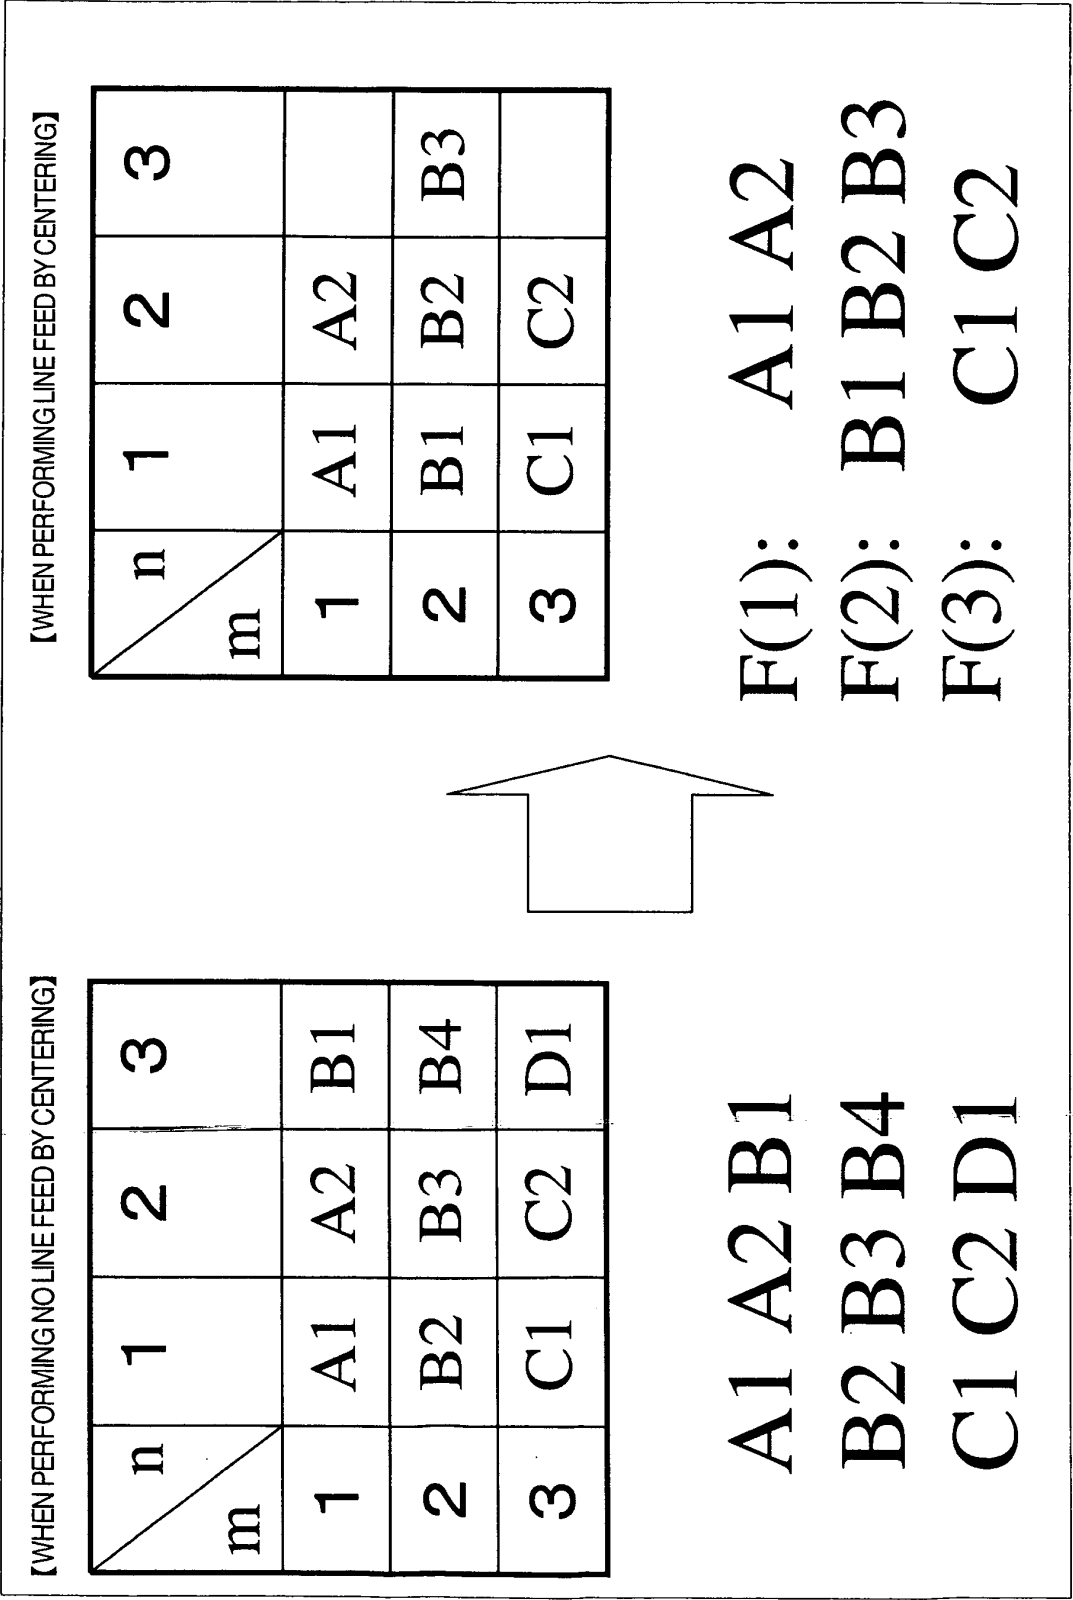 【WHEN PERFORMING NO LINE FEED BY CENTERING】
n 1 2 3
m
1 A1 A2 B1
2 B2 B3 B4
3 C1 C2 D1
A1 A2 B1
B2 B3 B4
C1 C2 D1
【WHEN PERFORMING LINE FEED BY CENTERING】
n 1 2 3
m
1 A1 A2
2 B1 B2 B3
3 C1 C2
F(1): A1 A2
F(2): B1 B2 B3
F(3): C1 C2